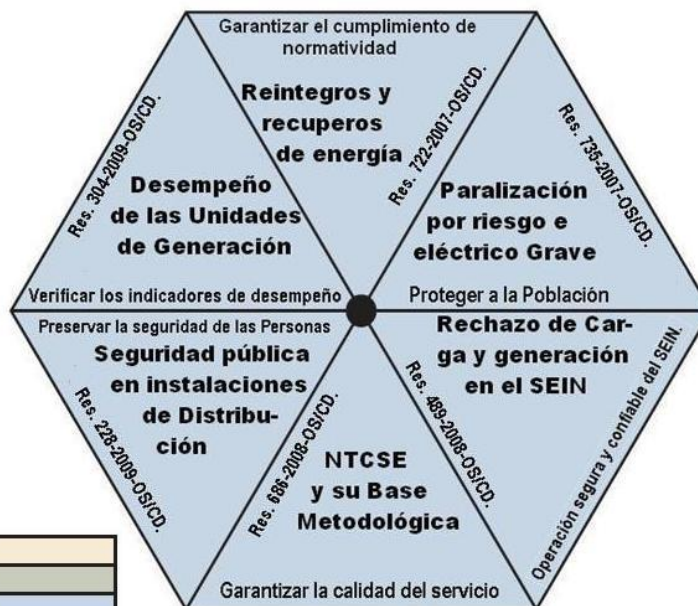 Garantizar el cumplimiento de
normatividad
Reintegros y
recuperos
de energía
Res. 722-2007-OS/CD.
Res. 304-2009-OS/CD.
Desempeño
de las Unidades
de Generación
Verificar los indicadores de desempeño
Res. 735-2007-OS/CD.
Paralización
por riesgo e
eléctrico Grave
Proteger a la Población
Preservar la seguridad de las Personas
Seguridad pública
en instalaciones
de Distribu-
ción
Res. 228-2009-OS/CD.
Res. 686-2008-OS/CD.
NTCSE
y su Base
Metodológica
Garantizar la calidad del servicio
Rechazo de Car-
ga y generación
en el SEIN
Res. 489-2008-OS/CD.
Operación segura y confiable del SEIN.